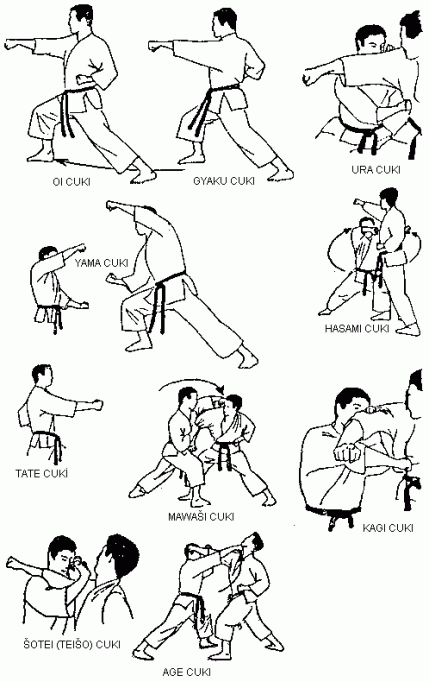 OI CUKI
GYAKU CUKI
URA CUKI
YAMA CUKI
HASAMI CUKI
TATE CUKI
MAWAŠI CUKI
KAGI CUKI
ŠOTEI (TEIŠO) CUKI
AGE CUKI